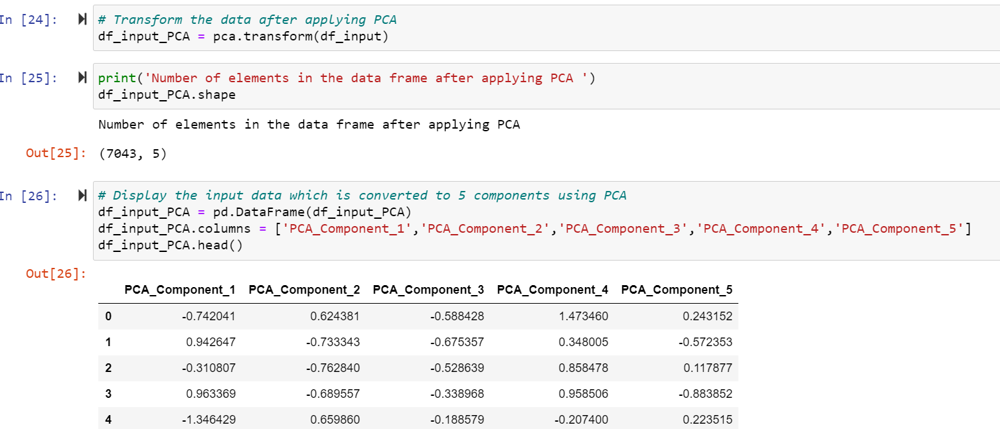 In [24]: # Transform the data after applying PCA
df_input_PCA = pca.transform(df_input)
In [25]: print('Number of elements in the data frame after applying PCA ')
df_input_PCA.shape
Number of elements in the data frame after applying PCA
Out[25]: (7043, 5)
In [26]: # Display the input data which is converted to 5 components using PCA
df_input_PCA = pd.DataFrame(df_input_PCA)
df_input_PCA.columns = ['PCA_Component_1','PCA_Component_2','PCA_Component_3','PCA_Component_4','PCA_Component_5']
df_input_PCA.head()
Out[26]:
PCA_Component_1 PCA_Component_2 PCA_Component_3 PCA_Component_4 PCA_Component_5
0 -0.742041 0.624381 -0.588428 1.473460 0.243152
1 0.942647 -0.733343 -0.675357 0.348005 -0.572353
2 -0.310807 -0.762840 -0.528639 0.858478 0.117877
3 0.963369 -0.689557 -0.338968 0.958506 -0.883852
4 -1.346429 0.659860 -0.188579 -0.207400 0.223515